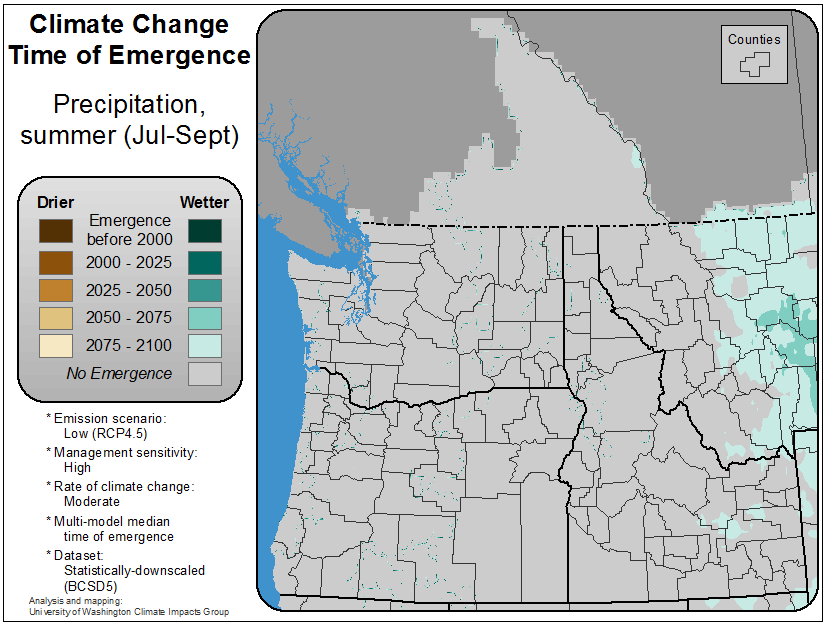 Climate Change
Time of Emergence
Precipitation,
summer (Jul-Sept)
Drier Wetter
Emergence
before 2000
2000 - 2025
2025 - 2050
2050 - 2075
2075 - 2100
No Emergence
* Emission scenario:
Low (RCP4.5)
* Management sensitivity:
High
* Rate of climate change:
Moderate
* Multi-model median
time of emergence
* Dataset:
Statistically-downscaled
(BCSD5)
Analysis and mapping:
University of Washington Climate Impacts Group
Counties